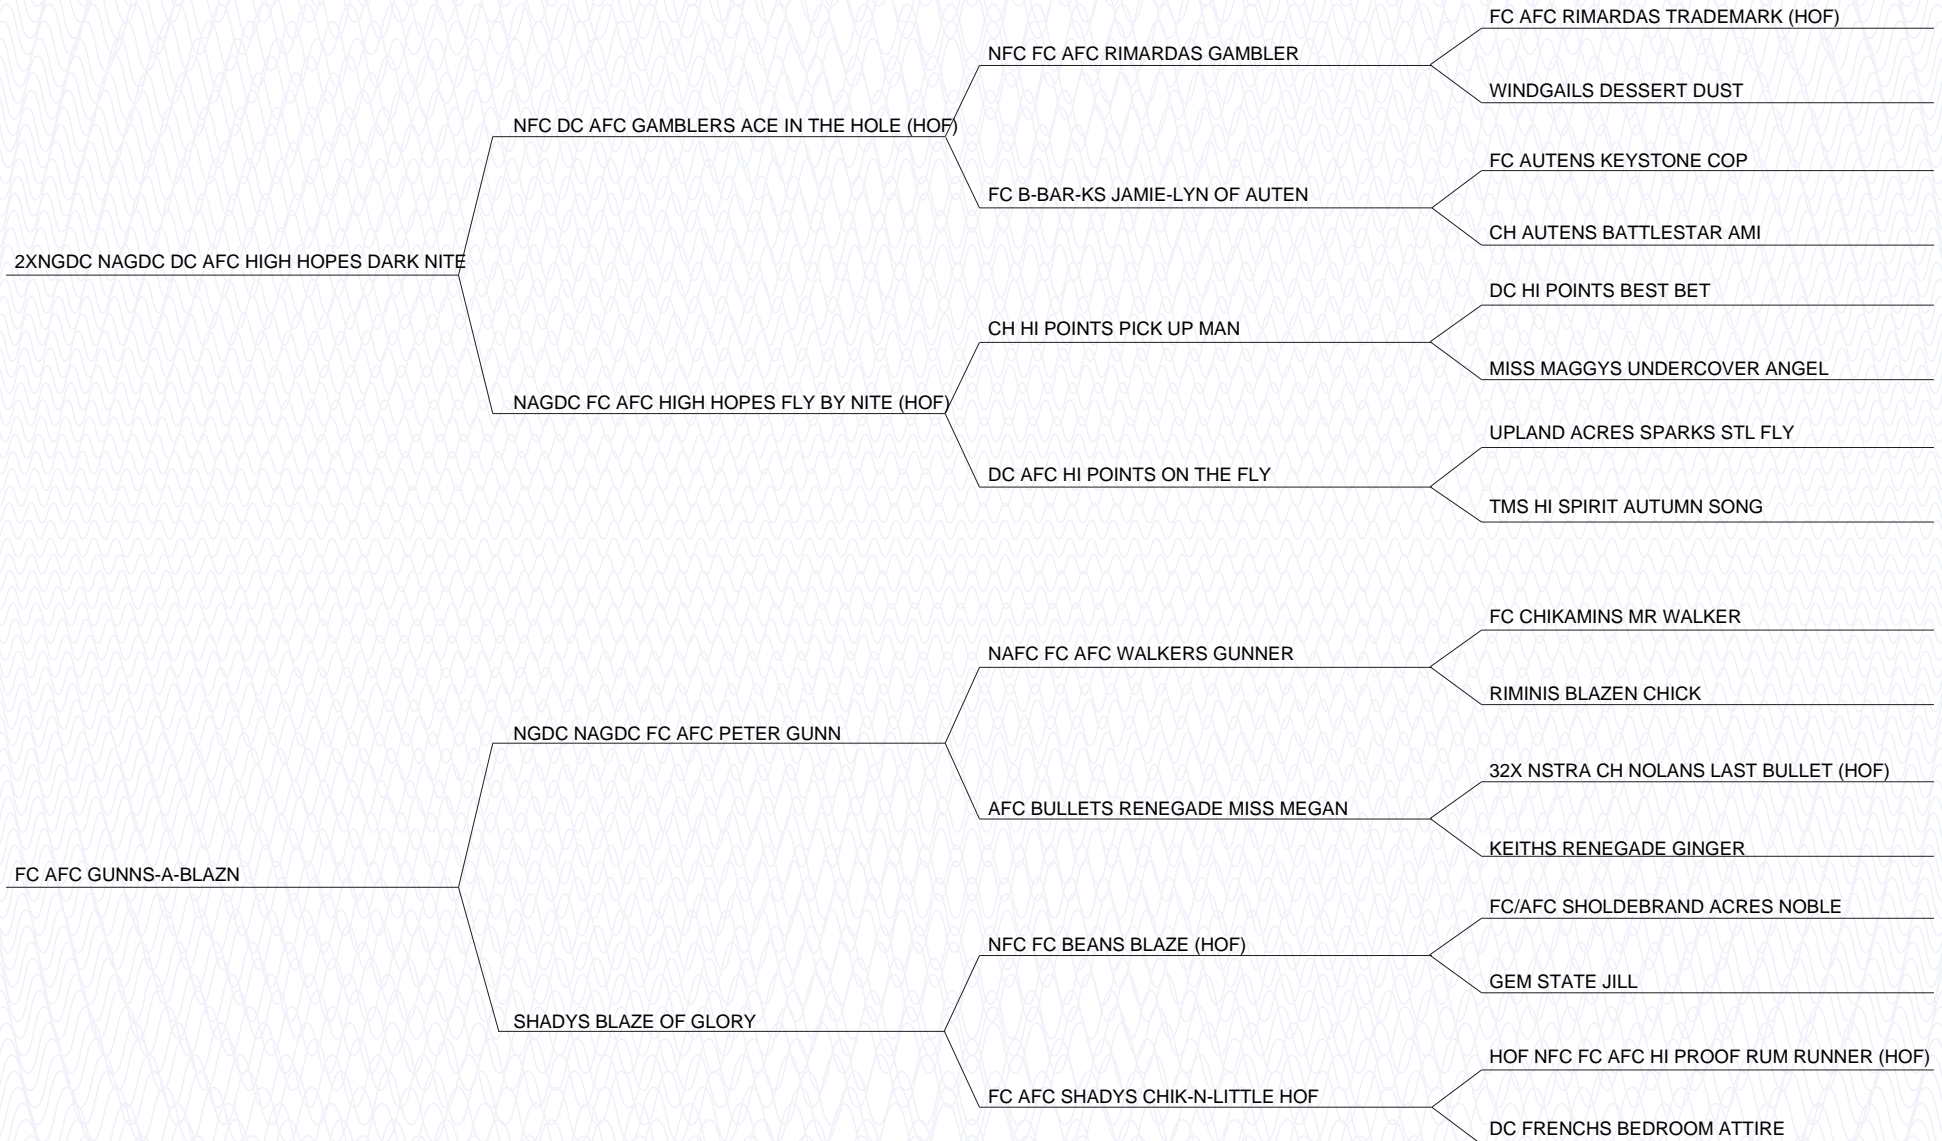 FC AFC RIMARDAS TRADEMARK (HOF)
NFC FC AFC RIMARDAS GAMBLER
WINDGAILS DESSERT DUST
NFC DC AFC GAMBLERS ACE IN THE HOLE (HOF)
FC AUTENS KEYSTONE COP
FC B-BAR-KS JAMIE-LYN OF AUTEN
CH AUTENS BATTLESTAR AMI
2XNGDC NAGDC DC AFC HIGH HOPES DARK NITE
DC HI POINTS BEST BET
CH HI POINTS PICK UP MAN
MISS MAGGYS UNDERCOVER ANGEL
NAGDC FC AFC HIGH HOPES FLY BY NITE (HOF)
UPLAND ACRES SPARKS STL FLY
DC AFC HI POINTS ON THE FLY
TMS HI SPIRIT AUTUMN SONG
FC CHIKAMINS MR WALKER
NAFC FC AFC WALKERS GUNNER
RIMINIS BLAZEN CHICK
NGDC NAGDC FC AFC PETER GUNN
32X NSTRA CH NOLANS LAST BULLET (HOF)
AFC BULLETS RENEGADE MISS MEGAN
KEITHS RENEGADE GINGER
FC AFC GUNNS-A-BLAZN
FC/AFC SHOLDEBRAND ACRES NOBLE
NFC FC BEANS BLAZE (HOF)
GEM STATE JILL
SHADYS BLAZE OF GLORY
HOF NFC FC AFC HI PROOF RUM RUNNER (HOF)
FC AFC SHADYS CHIK-N-LITTLE HOF
DC FRENCHS BEDROOM ATTIRE